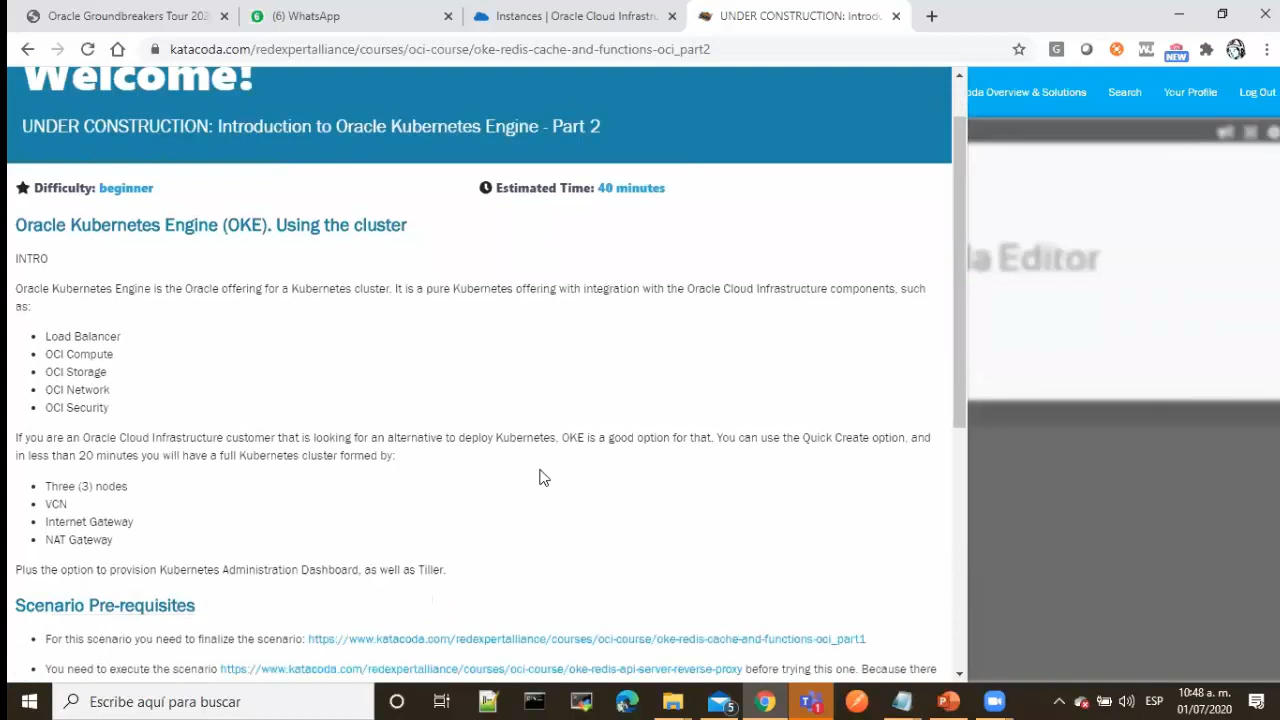 Oracle Groundbreakers Tour 202
(6) WhatsApp
Instances | Oracle Cloud Infrastru
UNDER CONSTRUCTION: Introdu
katacoda.com/redexpertalliance/courses/oci-course/oke-redis-cache-and-functions-oci_part2
NEW
Welcome!
oda Overview & Solutions
Search
Your Profile
Log Out
UNDER CONSTRUCTION: Introduction to Oracle Kubernetes Engine - Part 2
Difficulty: beginner
Estimated Time: 40 minutes
Oracle Kubernetes Engine (OKE). Using the cluster
INTRO
a Editor
Oracle Kubernetes Engine is the Oracle offering for a Kubernetes cluster. It is a pure Kubernetes offering with integration with the Oracle Cloud Infrastructure components, such
as:
• Load Balancer
• OCI Compute
• OCI Storage
• OCI Network
• OCI Security
If you are an Oracle Cloud Infrastructure customer that is looking for an alternative to deploy Kubernetes, OKE is a good option for that. You can use the Quick Create option, and
in less than 20 minutes you will have a full Kubernetes cluster formed by:
• Three (3) nodes
• VCN
• Internet Gateway
• NAT Gateway
Plus the option to provision Kubernetes Administration Dashboard, as well as Tiller.
Scenario Pre-requisites
• For this scenario you need to finalize the scenario: https://www.katacoda.com/redexpertalliance/courses/oci-course/oke-redis-cache-and-functions-oci_part1
• You need to execute the scenario https://www.katacoda.com/redexpertalliance/courses/oci-course/oke-redis-api-server-reverse-proxy before trying this one. Because there
Escribe aquí para buscar
5
1
ESP
10:48 a. m.
01/07/2020